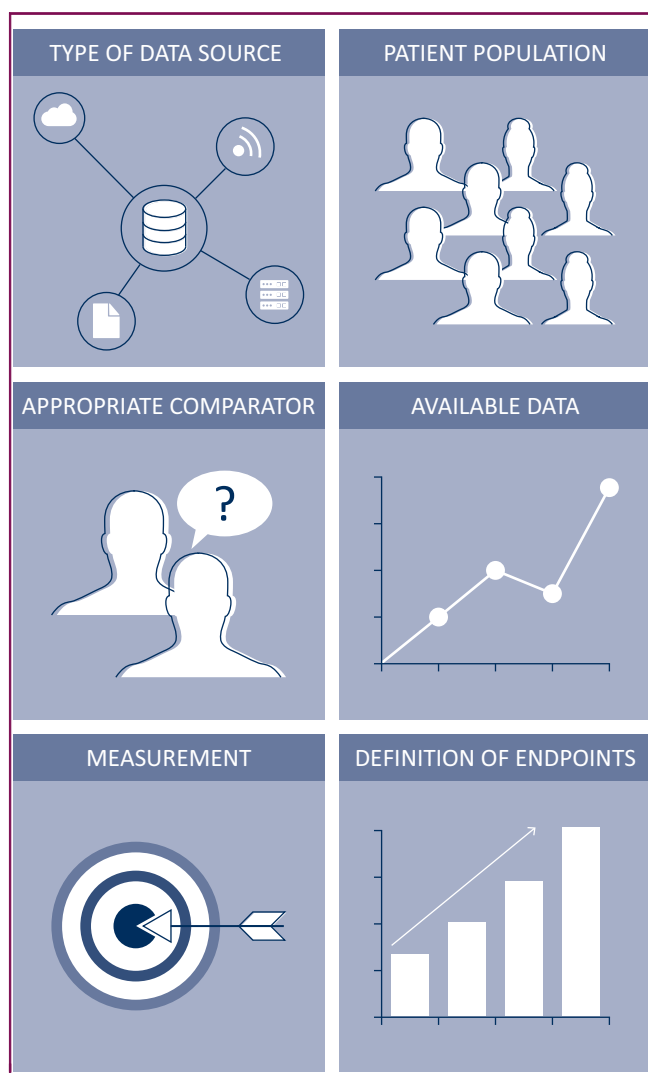 TYPE OF DATA SOURCE
PATIENT POPULATION
APPROPRIATE COMPARATOR
?
AVAILABLE DATA
MEASUREMENT
DEFINITION OF ENDPOINTS